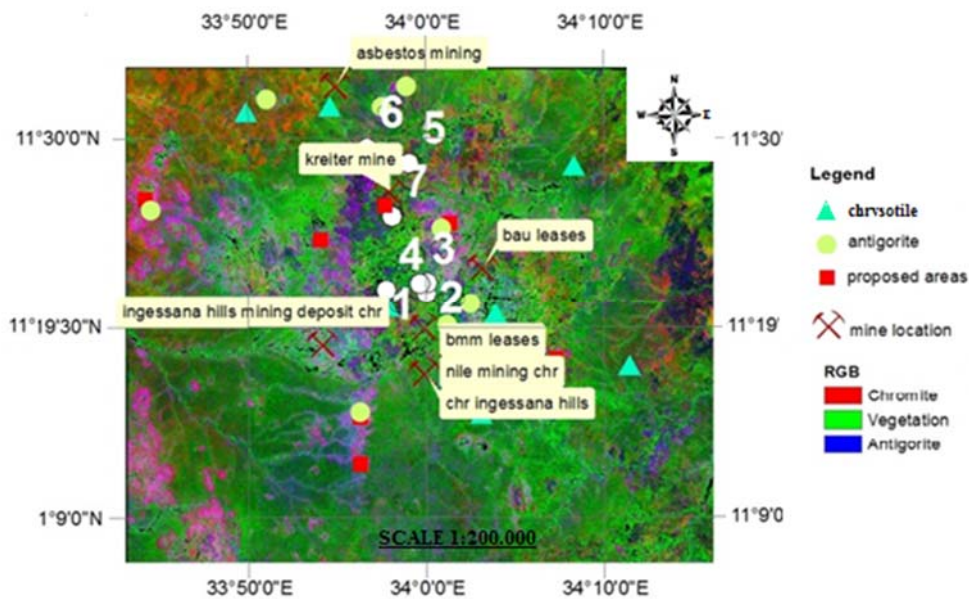 33°50'0"E
34°0'0"E
34°10'0"E
asbestos mining
N
W
E
S
6
5
11°30'0"N
11°30'
kreiter mine
7
Legend
chrvsotile
antigorite
bau leases
3
4
proposed areas
ingessana hills mining deposit chr
1
2
11°19'30"N
11°19'
mine location
bmm leases
nile mining chr
RGB
chr ingessana hills
Chromite
Vegetation
Antigorite
1°9'0"N
11°9'0
SCALE 1:200.000
33°50'0"E
34°0'0"E
34°10'0"E